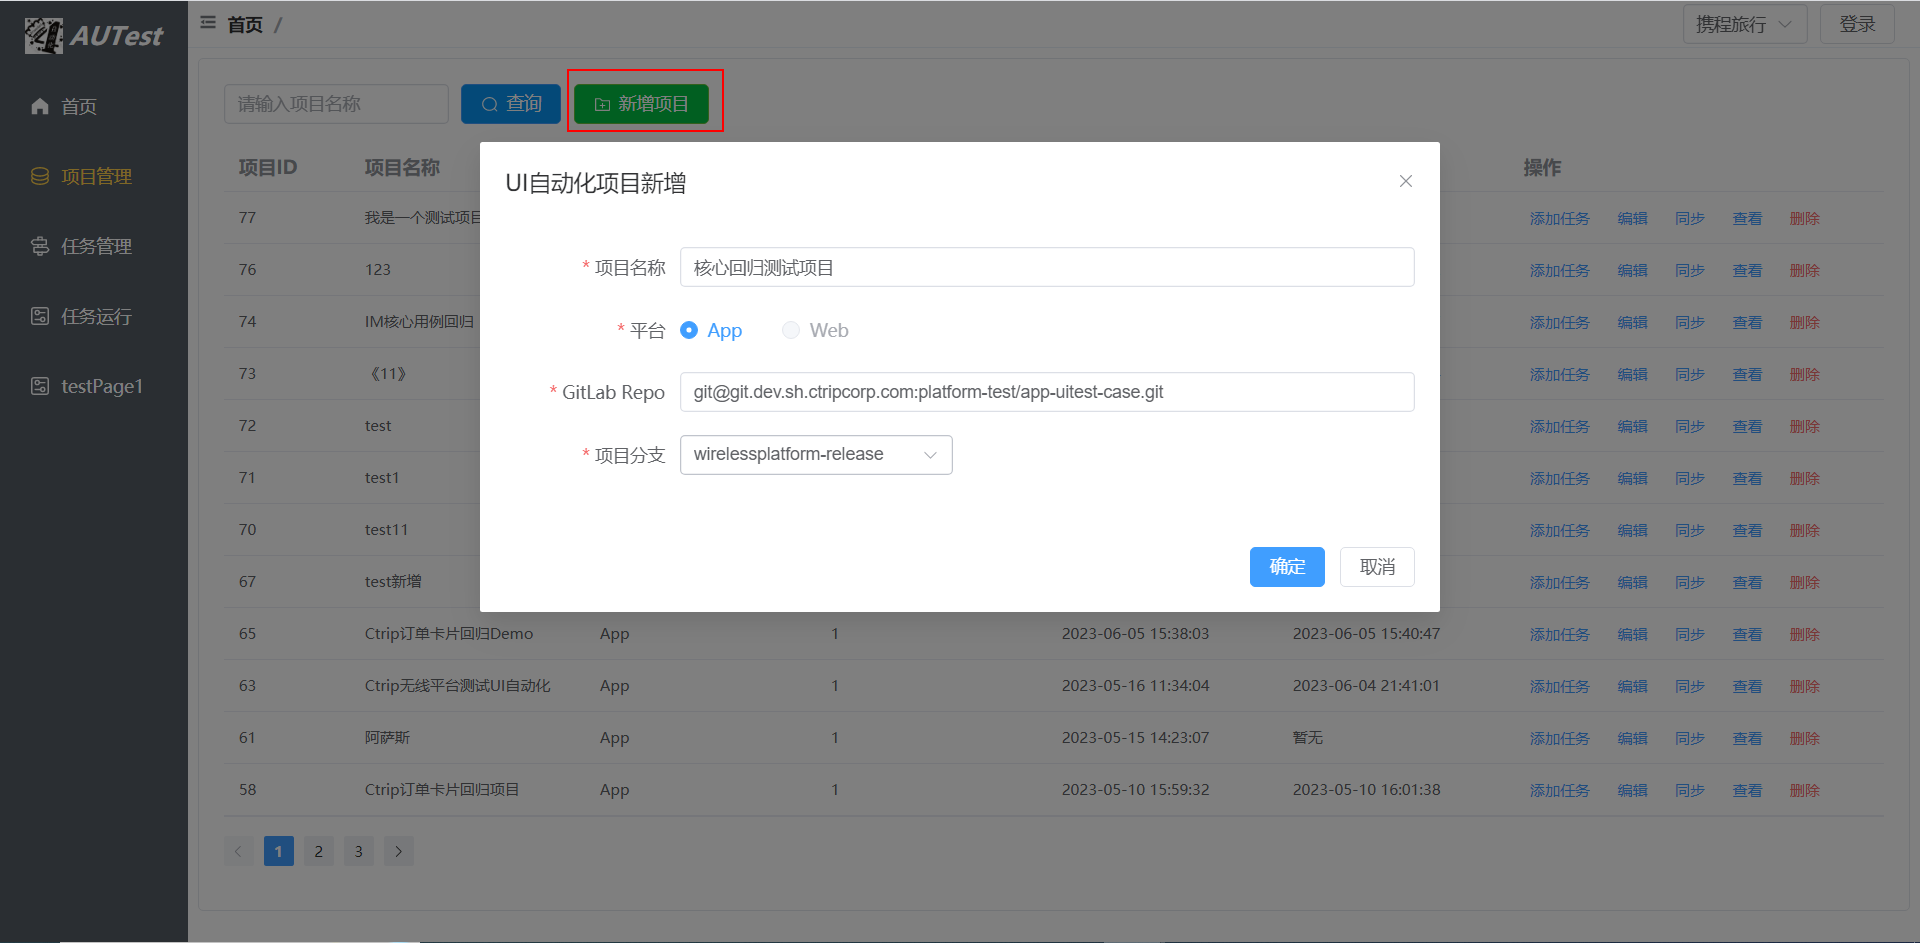 AUTest
首页 /
携程旅行
登录
首页
项目管理
任务管理
任务运行
testPage1
请输入项目名称
查询
新增项目
项目ID 项目名称 操作
77 我是一个测试项目 添加任务 编辑 同步 查看 删除
76 123 添加任务 编辑 同步 查看 删除
74 IM核心用例回归 添加任务 编辑 同步 查看 删除
73 《11》 添加任务 编辑 同步 查看 删除
72 test 添加任务 编辑 同步 查看 删除
71 test1 添加任务 编辑 同步 查看 删除
70 test11 添加任务 编辑 同步 查看 删除
67 test新增 添加任务 编辑 同步 查看 删除
65 Ctrip订单卡片回归Demo App 1 2023-06-05 15:38:03 2023-06-05 15:40:47 添加任务 编辑 同步 查看 删除
63 Ctrip无线平台测试UI自动化 App 1 2023-05-16 11:34:04 2023-06-04 21:41:01 添加任务 编辑 同步 查看 删除
61 阿萨斯 App 1 2023-05-15 14:23:07 暂无 添加任务 编辑 同步 查看 删除
58 Ctrip订单卡片回归项目 App 1 2023-05-10 15:59:32 2023-05-10 16:01:38 添加任务 编辑 同步 查看 删除
1 2 3
UI自动化项目新增
* 项目名称 核心回归测试项目
* 平台 App Web
* GitLab Repo git@git.dev.sh.ctripcorp.com:platform-test/app-uitest-case.git
* 项目分支 wirelessplatform-release
确定 取消